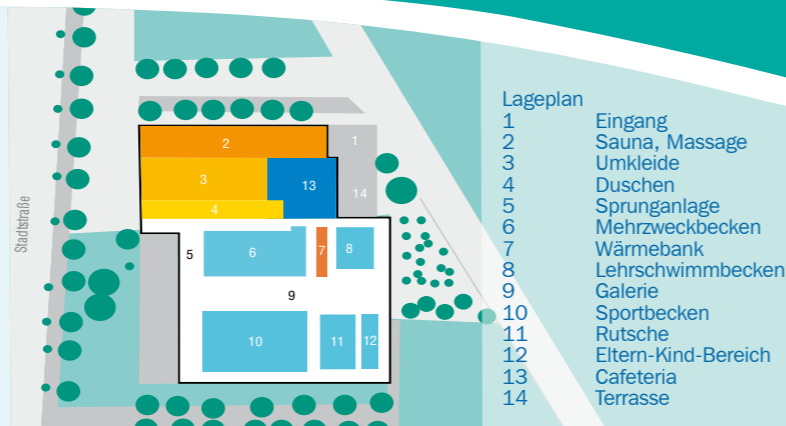 Stadtstraße
2
1
3
13
14
4
5
6
7
8
9
10
11
12
Lageplan
1 Eingang
2 Sauna, Massage
3 Umkleide
4 Duschen
5 Sprunganlage
6 Mehrzweckbecken
7 Wärmebank
8 Lehrschwimmbecken
9 Galerie
10 Sportbecken
11 Rutsche
12 Eltern-Kind-Bereich
13 Cafeteria
14 Terrasse